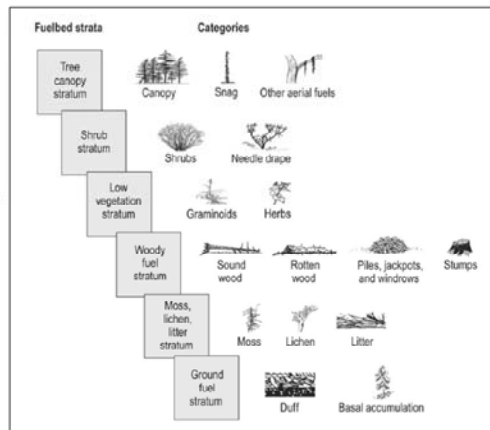 Fuelbed strata
Categories
Tree
canopy
stratum
Canopy
Snag
Other aerial fuels
Shrub
stratum
Shrubs
Needle drape
Low
vegetation
stratum
Graminoids
Herbs
Woody
fuel
stratum
Sound
wood
Rotten
wood
Piles, jackpots,
and windrows
Stumps
Moss,
lichen,
litter
stratum
Moss
Lichen
Litter
Ground
fuel
stratum
Duff
Basal accumulation